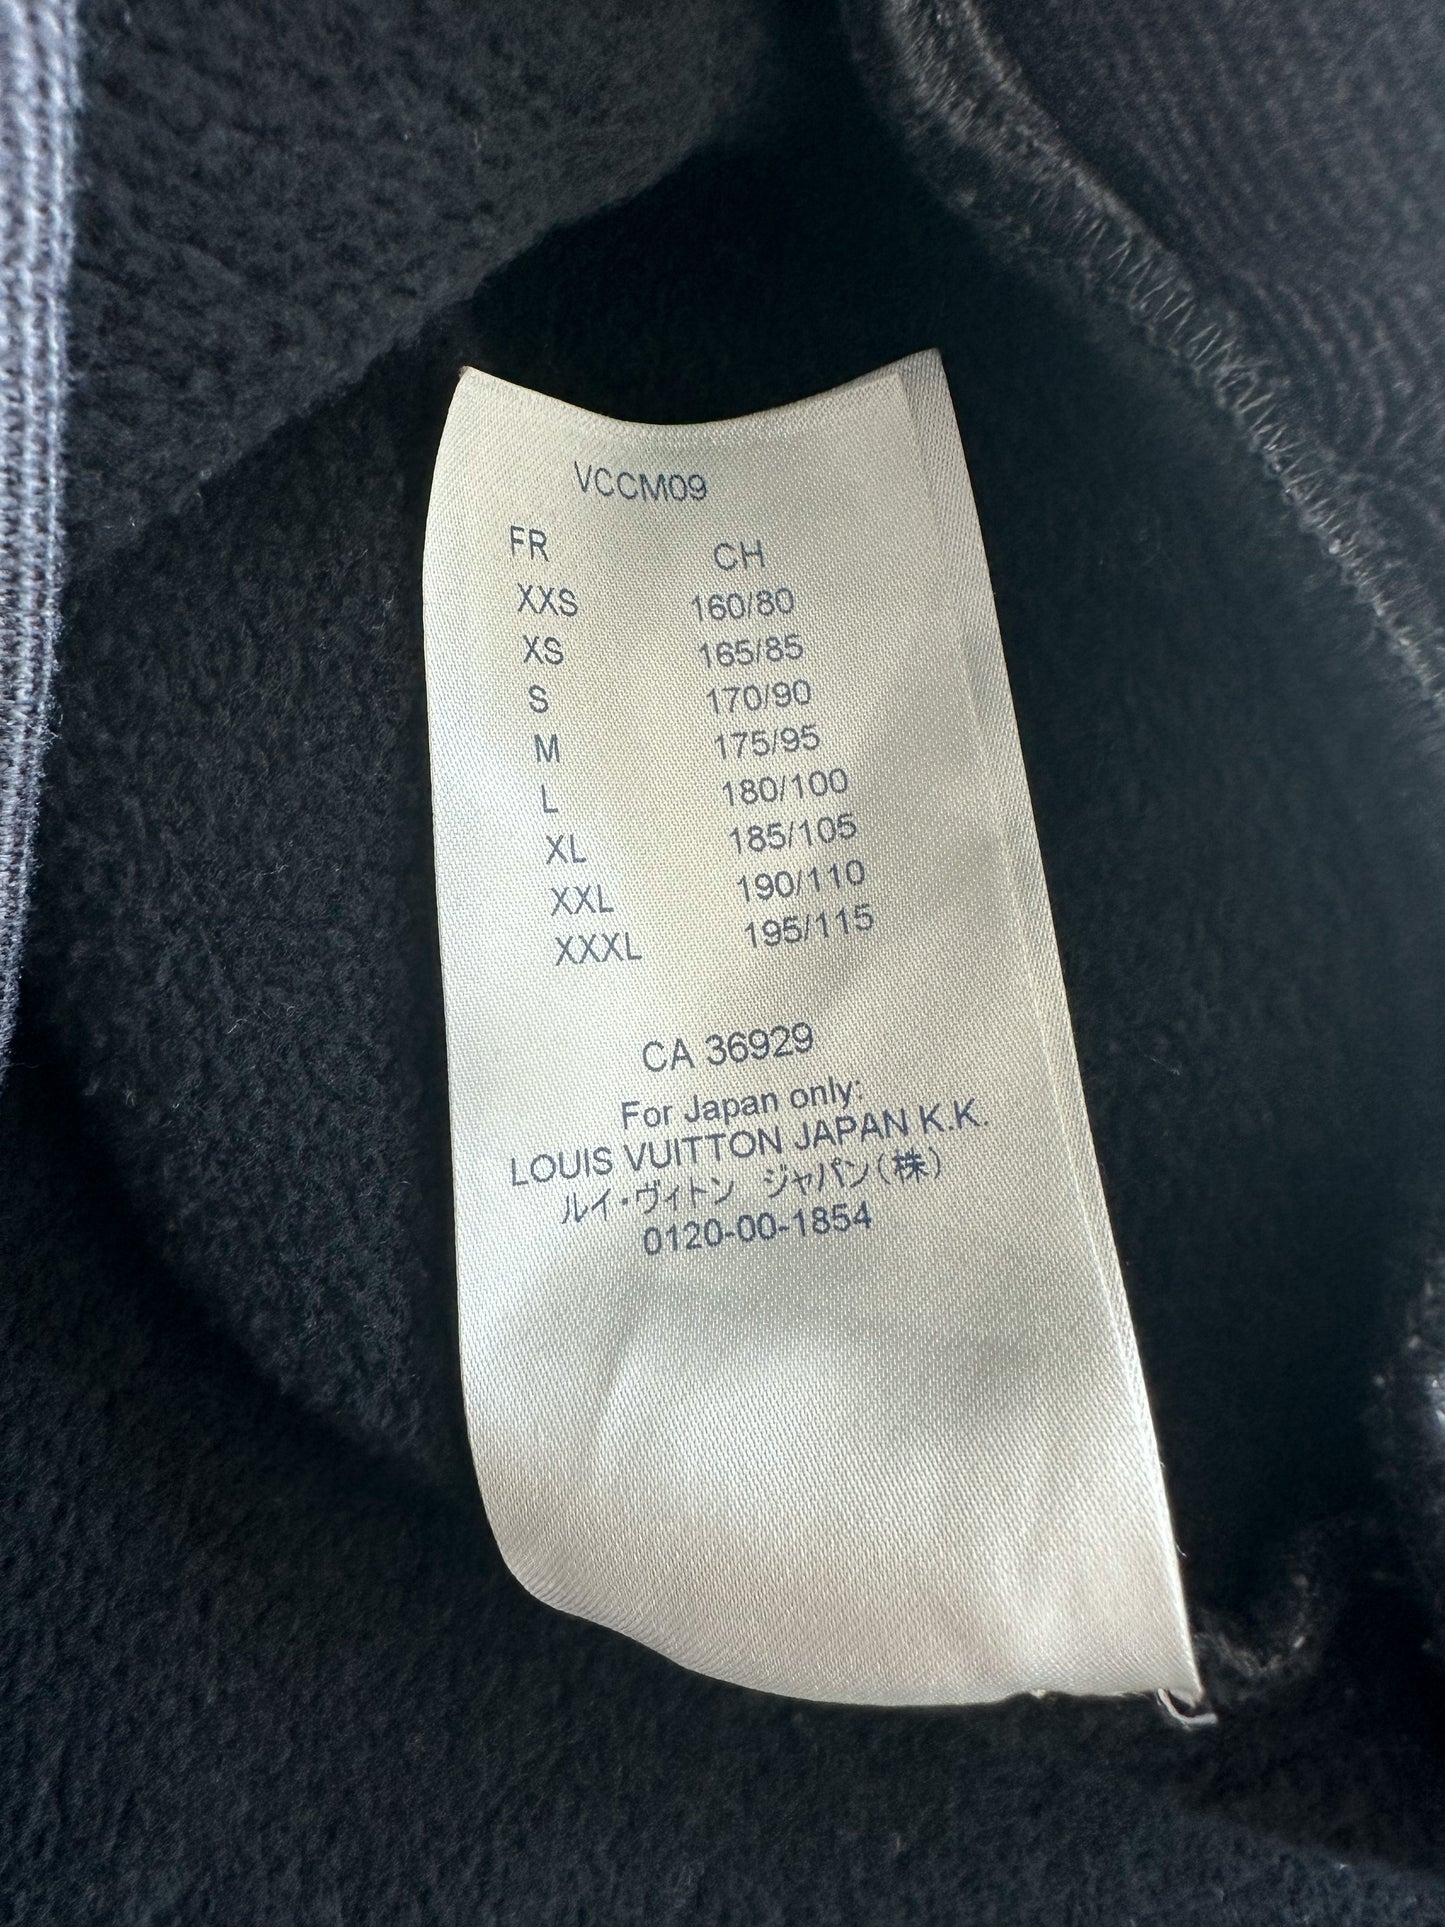 VCCM09
FR CH
XXS 160/80
XS 165/85
S 170/90
M 175/95
L 180/100
XL 185/105
XXL 190/110
XXXL 195/115
CA 36929
For Japan only:
LOUIS VUITTON JAPAN K.K.
ルイ・ヴィトン ジャパン(株)
0120-00-1854